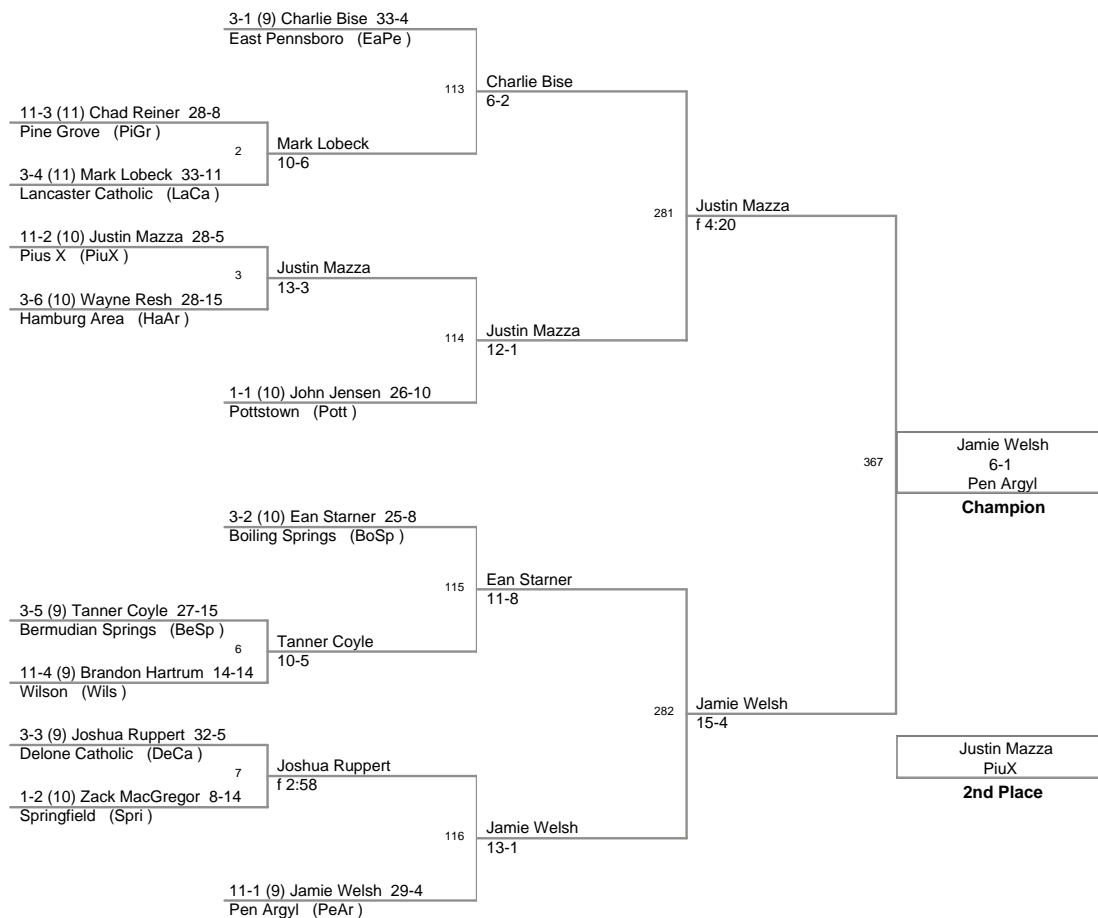 3-1 (9) Charlie Bise 33-4
East Pennsboro (EaPe )
113
Charlie Bise
6-2
11-3 (11) Chad Reiner 28-8
Pine Grove (PiGr )
2
Mark Lobeck
10-6
3-4 (11) Mark Lobeck 33-11
Lancaster Catholic (LaCa )
281
Justin Mazza
f 4:20
11-2 (10) Justin Mazza 28-5
Pius X (PiuX )
3
Justin Mazza
13-3
3-6 (10) Wayne Resh 28-15
Hamburg Area (HaAr )
114
Justin Mazza
12-1
1-1 (10) John Jensen 26-10
Pottstown (Pott )
367
Jamie Welsh
6-1
Pen Argyl
Champion
3-2 (10) Ean Starner 25-8
Boiling Springs (BoSp )
115
Ean Starner
11-8
3-5 (9) Tanner Coyle 27-15
Bermudian Springs (BeSp )
6
Tanner Coyle
10-5
11-4 (9) Brandon Hartrum 14-14
Wilson (Wils )
282
Jamie Welsh
15-4
3-3 (9) Joshua Ruppert 32-5
Delone Catholic (DeCa )
7
Joshua Ruppert
f 2:58
1-2 (10) Zack MacGregor 8-14
Springfield (Spri )
116
Jamie Welsh
13-1
11-1 (9) Jamie Welsh 29-4
Pen Argyl (PeAr )
Justin Mazza
PiuX
2nd Place